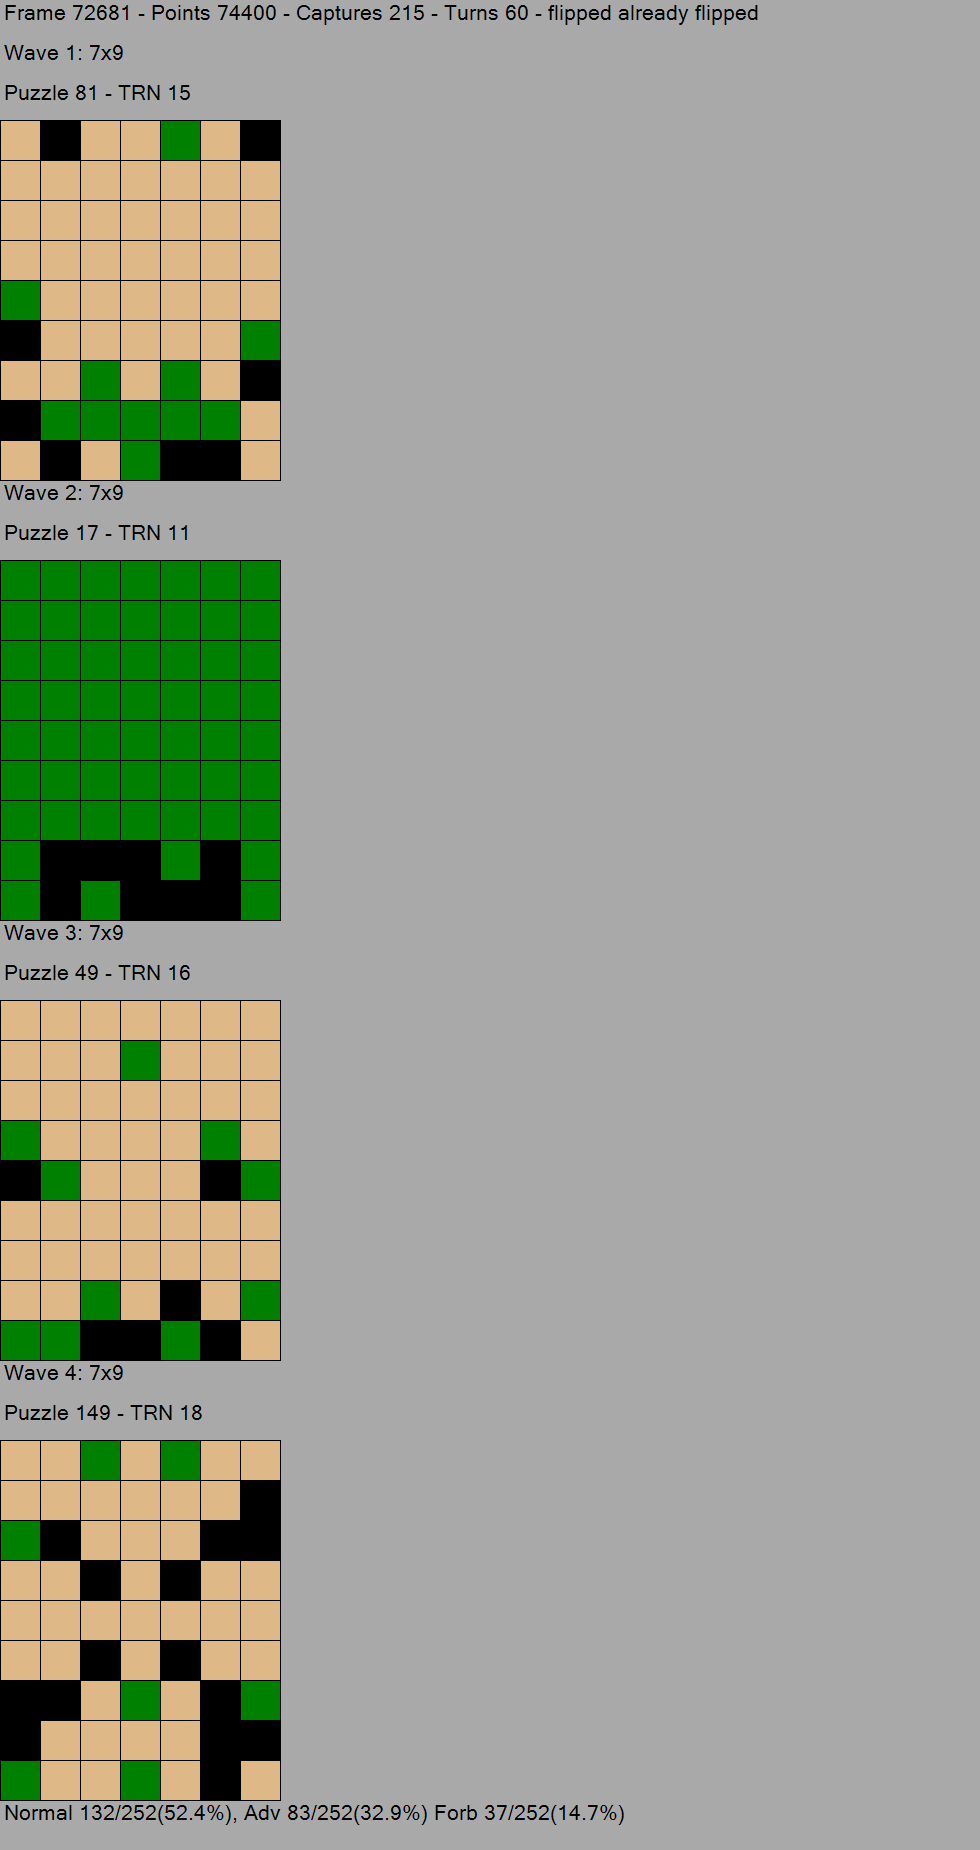 Frame 72681 - Points 74400 - Captures 215 - Turns 60 - flipped already flipped
Wave 1: 7x9
Puzzle 81 - TRN 15
Wave 2: 7x9
Puzzle 17 - TRN 11
Wave 3: 7x9
Puzzle 49 - TRN 16
Wave 4: 7x9
Puzzle 149 - TRN 18
Normal 132/252(52.4%), Adv 83/252(32.9%) Forb 37/252(14.7%)